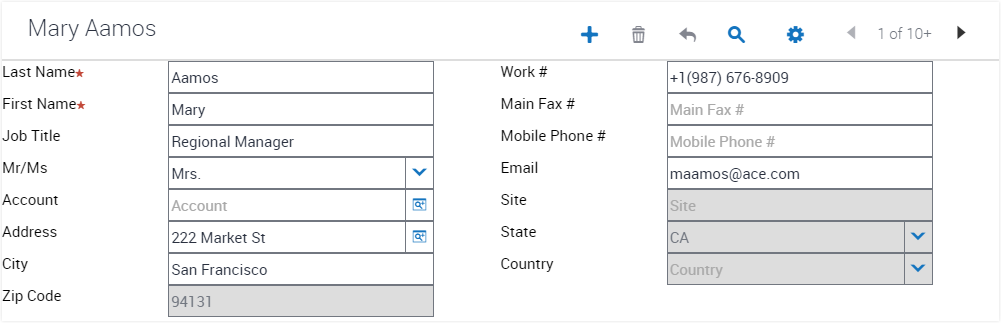 Mary Aamos
1 of 10+
Last Name★ Aamos
First Name★ Mary
Job Title Regional Manager
Mr/Ms Mrs.
Account Account
Address 222 Market St
City San Francisco
Zip Code 94131
Work # +1(987) 676-8909
Main Fax # Main Fax #
Mobile Phone # Mobile Phone #
Email maamos@ace.com
Site Site
State CA
Country Country